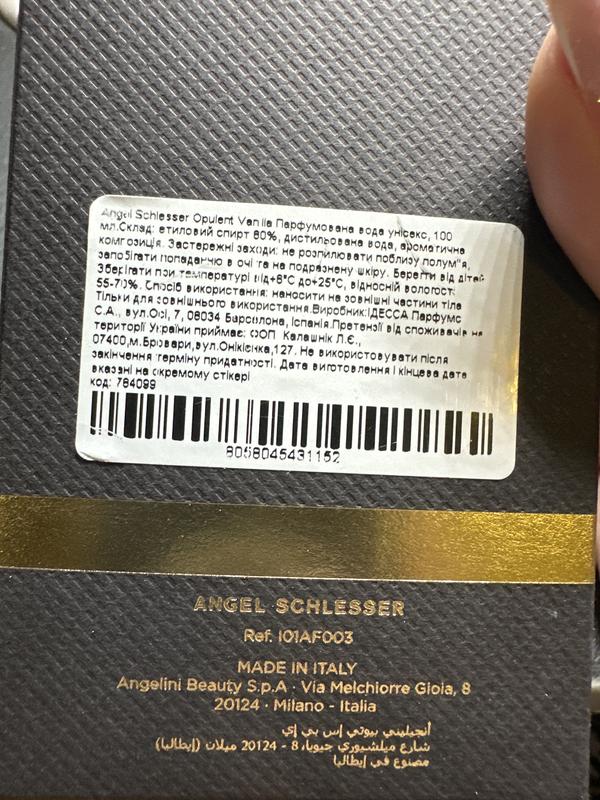 Angel Schlesser Opulent Vanilla Парфумована вода унісекс, 100
мл.Склад: етиловий спирт 80%, дистильована вода, ароматична
композиція. Застережні заходи: не розпилювати поблизу полум"я,
запобігати попаданню в очі та на подразнену шкіру. Берегти від дітей.
Зберігати при температурі від+6°С до+25°С, відносній вологост:
55-70%. Спосіб використання: наносити на зовнішні частини тіла
Тільки для зовнішнього використання.Виробник:ІДЕССА Парфумс
С.А., вул.Осі, 7, 08034 Барселона, Іспанія.Претензії від споживачів на
території України приймає: ФОП Калашнік Л.Є.,
07400,м.Бровари,вул.Онікієнка,127. Не використовувати після
закінчення терміну придатності. Дата виготовлення і кінцева дата
вказані на окремому стікері
код: 784099
8058045431152
ANGEL SCHLESSER
Ref. I01AF003
MADE IN ITALY
Angelini Beauty S.p.A · Via Melchiorre Gioia, 8
20124 · Milano - Italia
أنجيليني بيوتي إس بي إي
شارع ميلشيوري جيويا، 8 - 20124 ميلان (إيطاليا)
مصنوع في إيطاليا